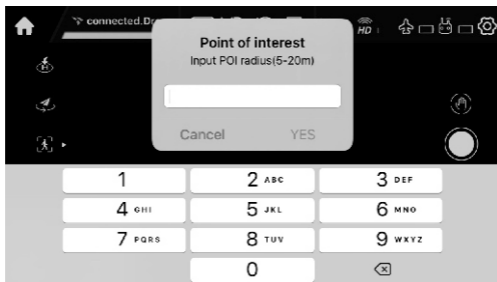 connected.Dr
HD
Point of interest
Input POI radius(5-20m)
Cancel YES
1 2 ABC 3 DEF
4 GHI 5 JKL 6 MNO
7 PQRS 8 TUV 9 WXYZ
0